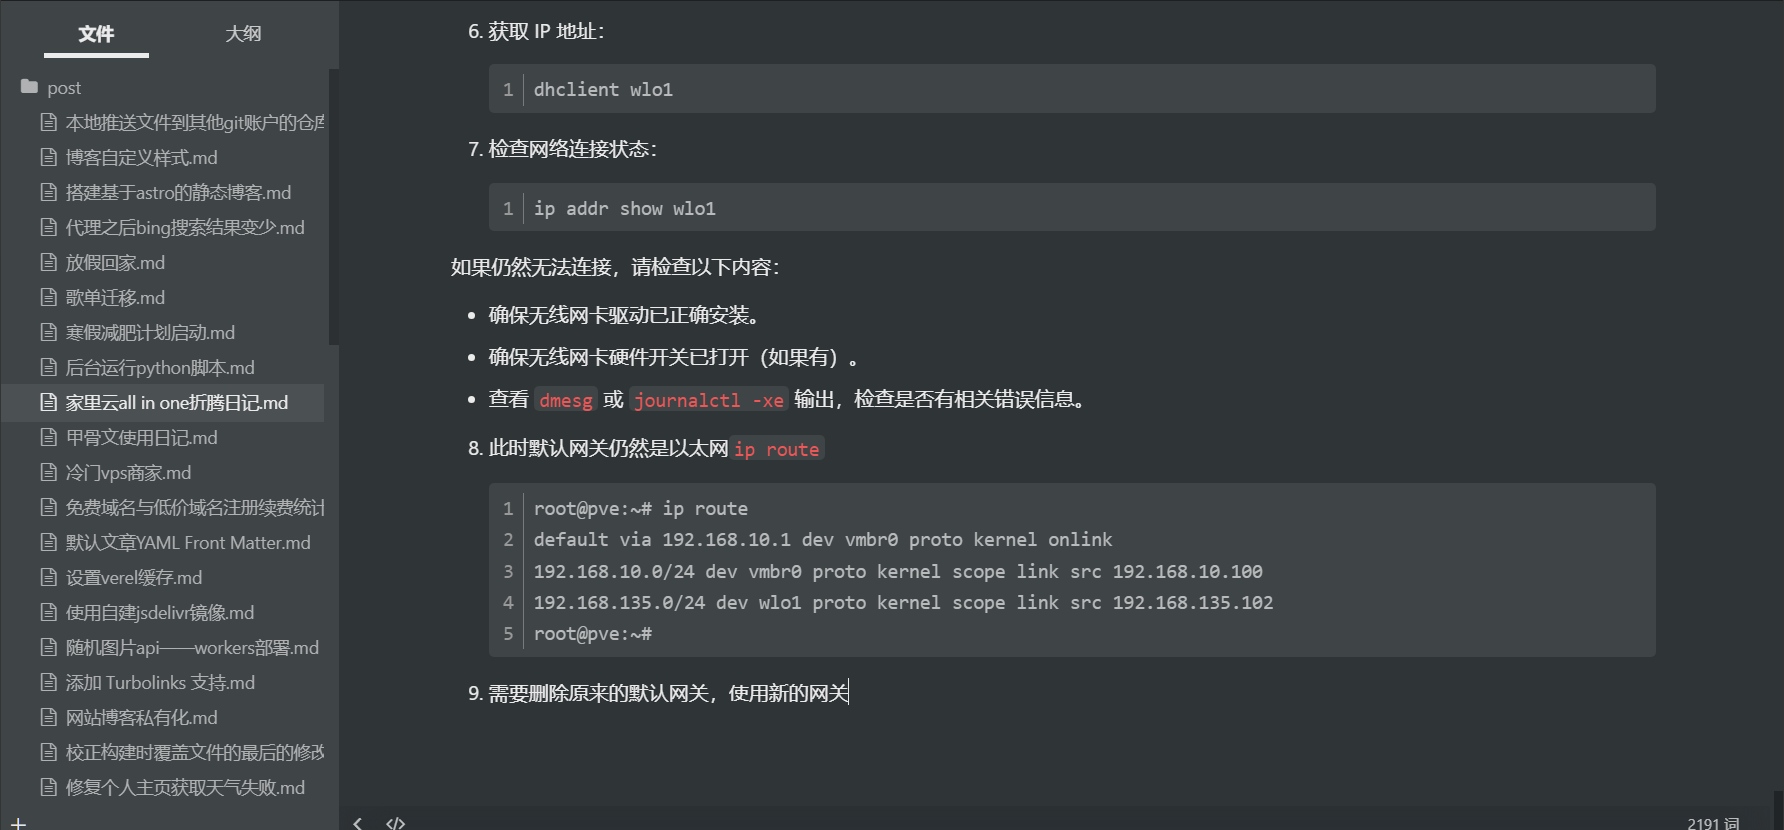 文件
大纲
post
本地推送文件到其他git账户的仓库
博客自定义样式.md
搭建基于astro的静态博客.md
代理之后bing搜索结果变少.md
放假回家.md
歌单迁移.md
寒假减肥计划启动.md
后台运行python脚本.md
家里云all in one折腾日记.md
甲骨文使用日记.md
冷门vps商家.md
免费域名与低价域名注册续费统计
默认文章YAML Front Matter.md
设置verel缓存.md
使用自建jsdelivr镜像.md
随机图片api——workers部署.md
添加 Turbolinks 支持.md
网站博客私有化.md
校正构建时覆盖文件的最后的修改
修复个人主页获取天气失败.md
6. 获取 IP 地址：
1 dhclient wlo1
7. 检查网络连接状态：
1 ip addr show wlo1
如果仍然无法连接，请检查以下内容：
• 确保无线网卡驱动已正确安装。
• 确保无线网卡硬件开关已打开（如果有）。
• 查看 dmesg 或 journalctl -xe 输出，检查是否有相关错误信息。
8. 此时默认网关仍然是以太网 ip route
1 root@pve:~# ip route
2 default via 192.168.10.1 dev vmbr0 proto kernel onlink
3 192.168.10.0/24 dev vmbr0 proto kernel scope link src 192.168.10.100
4 192.168.135.0/24 dev wlo1 proto kernel scope link src 192.168.135.102
5 root@pve:~#
9. 需要删除原来的默认网关，使用新的网关
+
< </>
2191 词